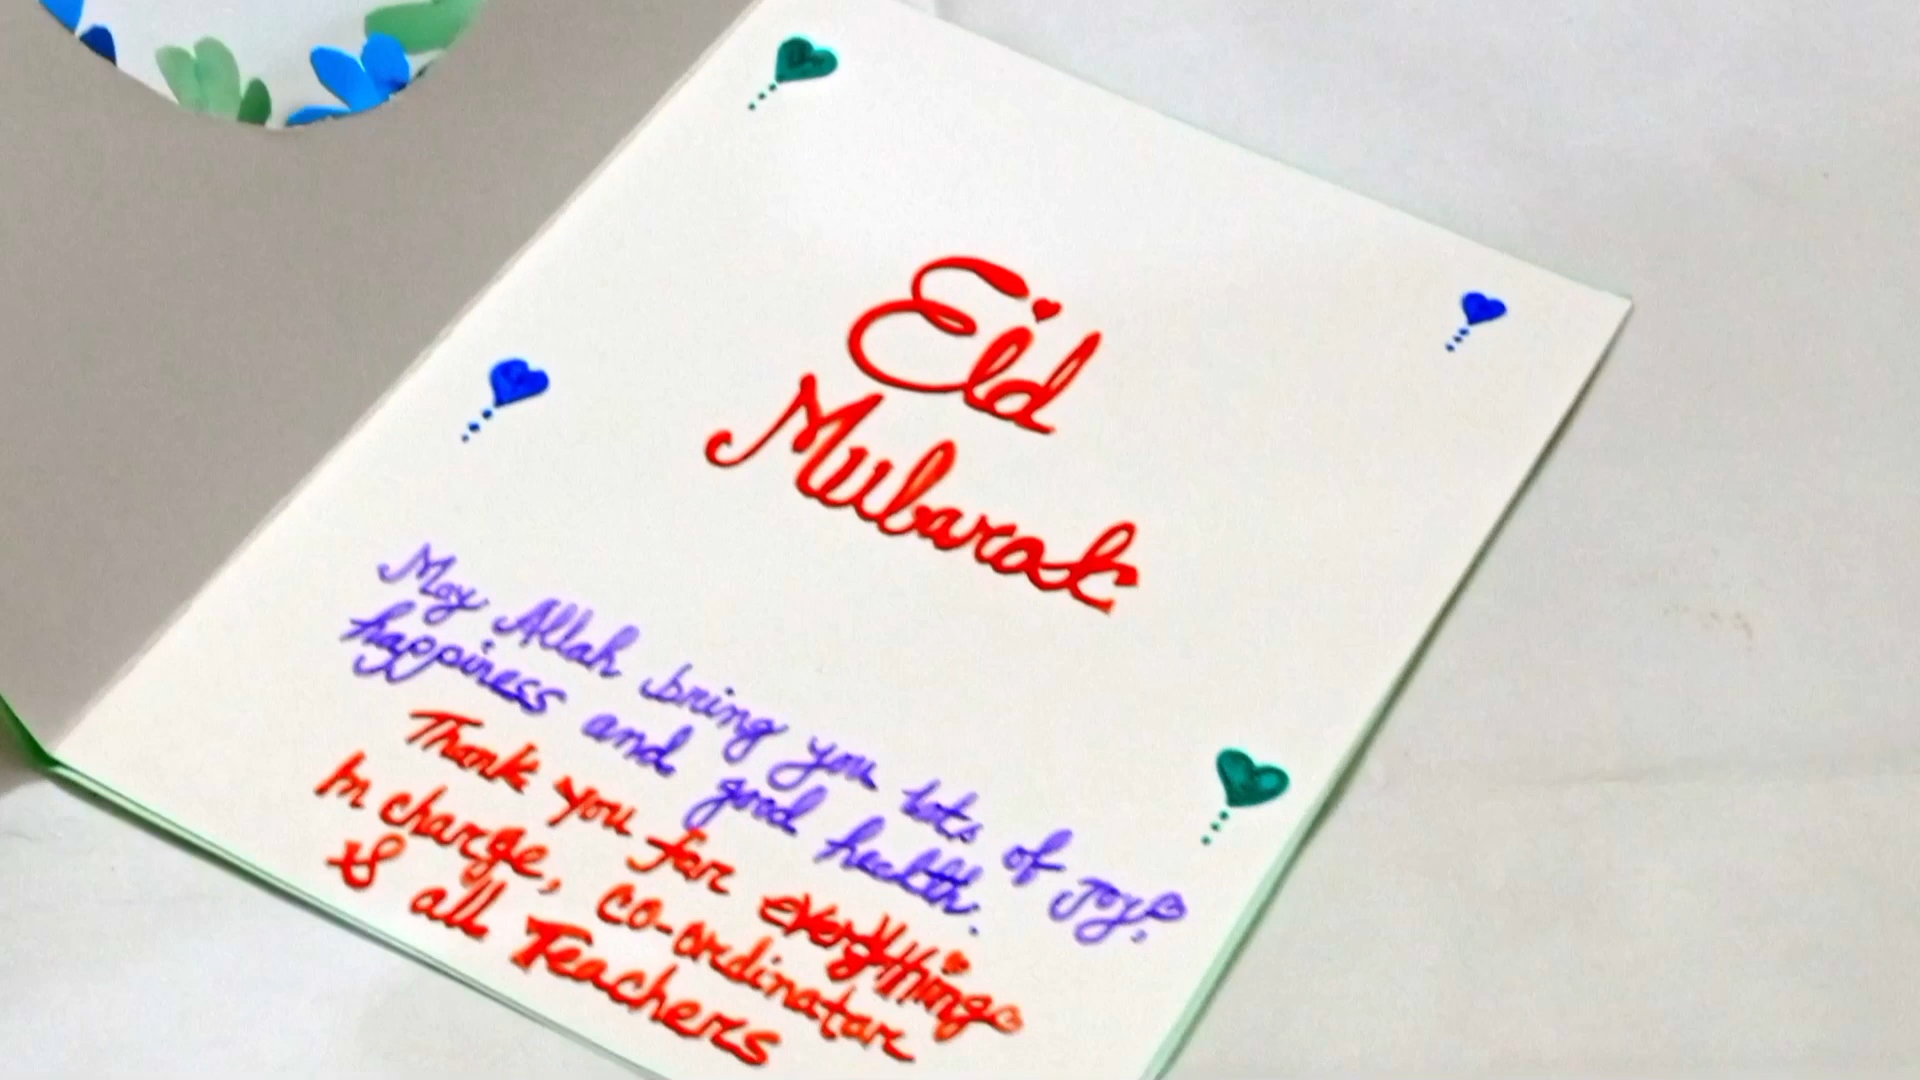 Eid
Mubarak
May Allah bring you lots of joy,
happiness and good health.
Thank you for everything
In charge, co-ordinator
& all Teachers